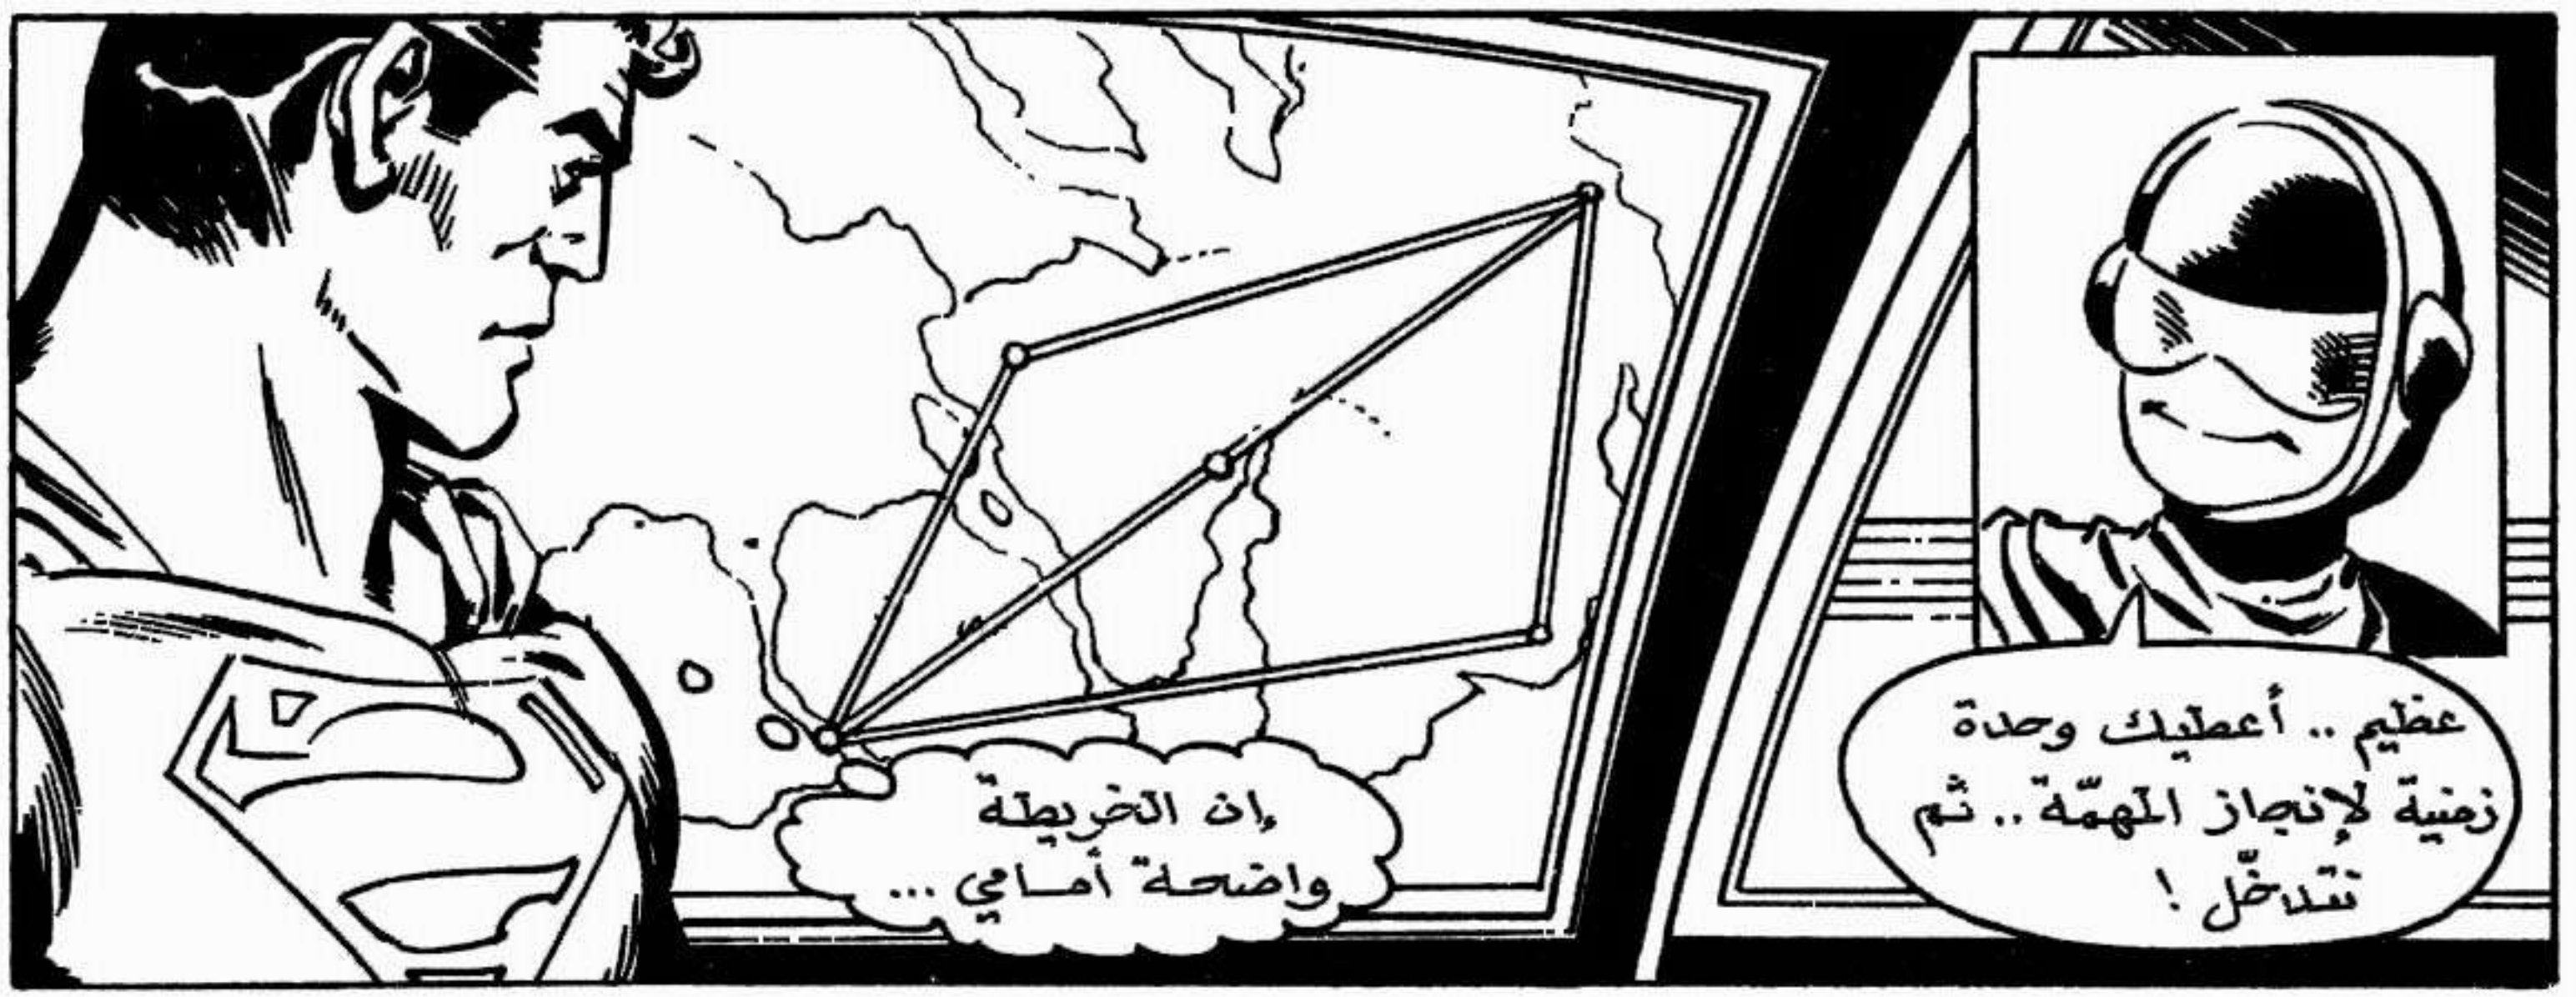 عظيم .. أعطيك وحدة
زمنية لإنجاز المهمّة .. ثم
نتدخّل !
إن الخريطة
واضحة أمامي ...